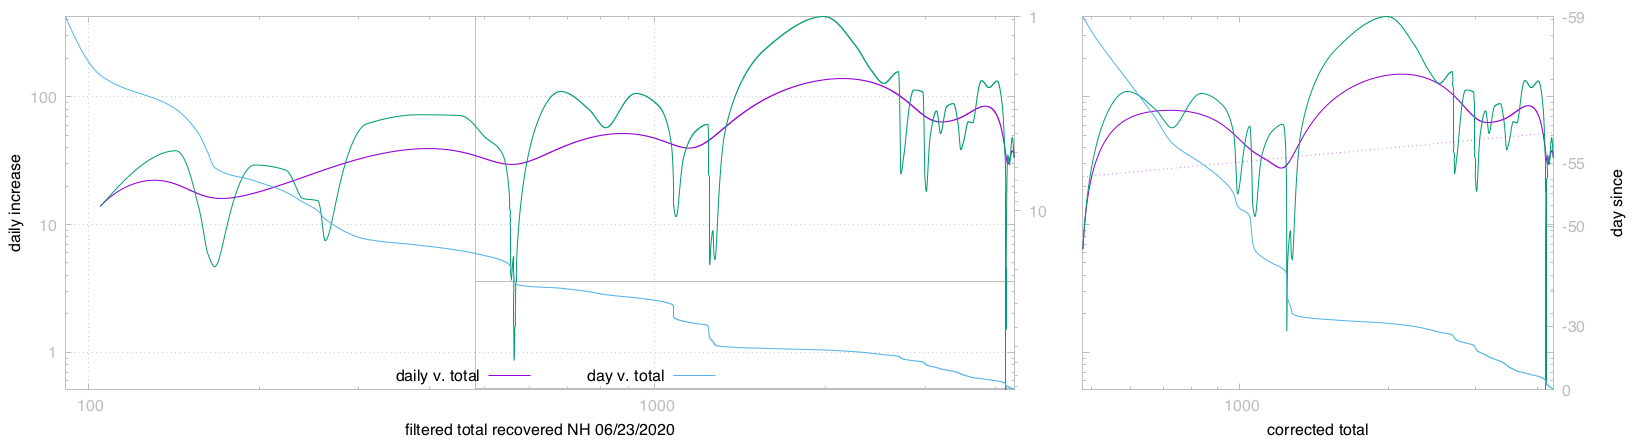 daily increase
100
10
1
100
1000
1
10
daily v. total
day v. total
filtered total recovered NH 06/23/2020
1000
-59
-55
-50
-30
0
day since
corrected total